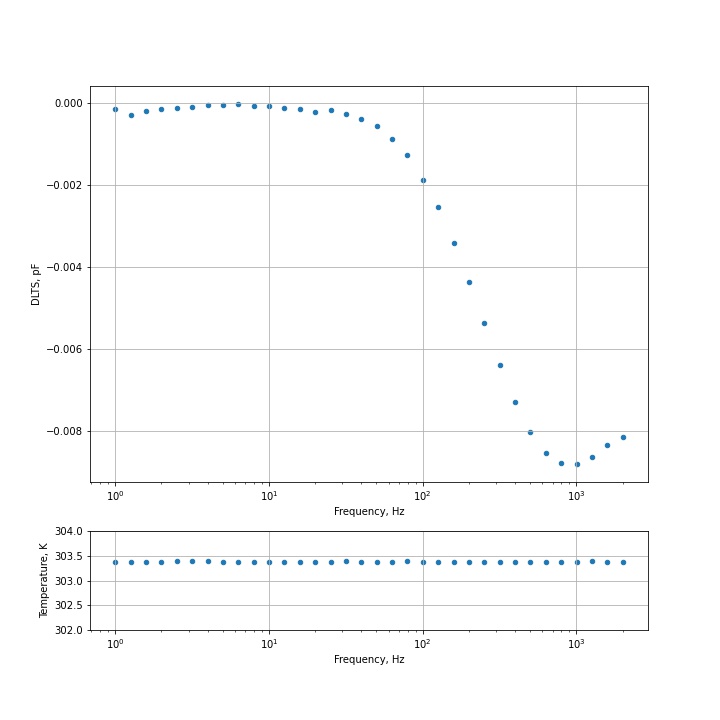 0.000
−0.002
−0.004
−0.006
−0.008
DLTS, pF
10⁰ 10¹ 10² 10³
Frequency, Hz
304.0
303.5
303.0
302.5
302.0
Temperature, K
10⁰ 10¹ 10² 10³
Frequency, Hz